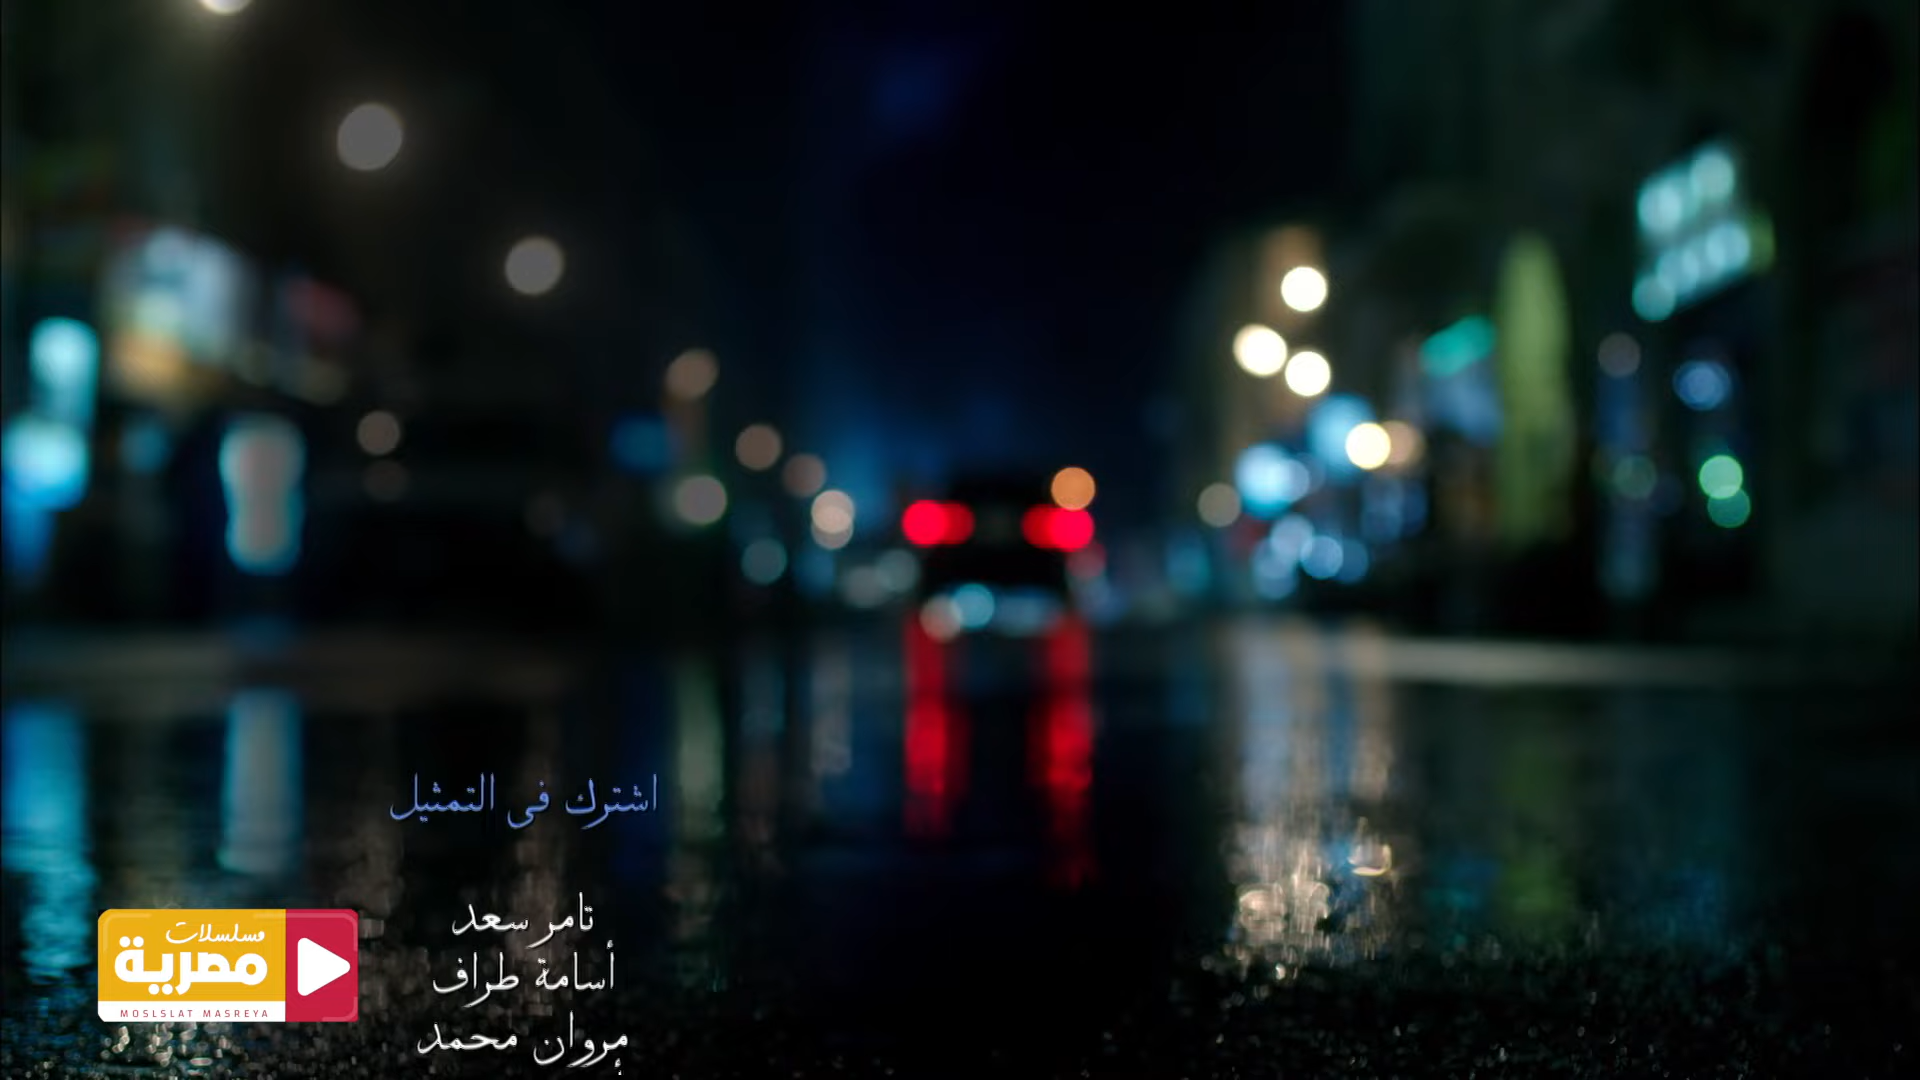 اشترك فى التمثيل
تامر سعد
أسامة طراف
مروان محمد
مسلسلات
مصرية
MOSLSLAT MASREYA